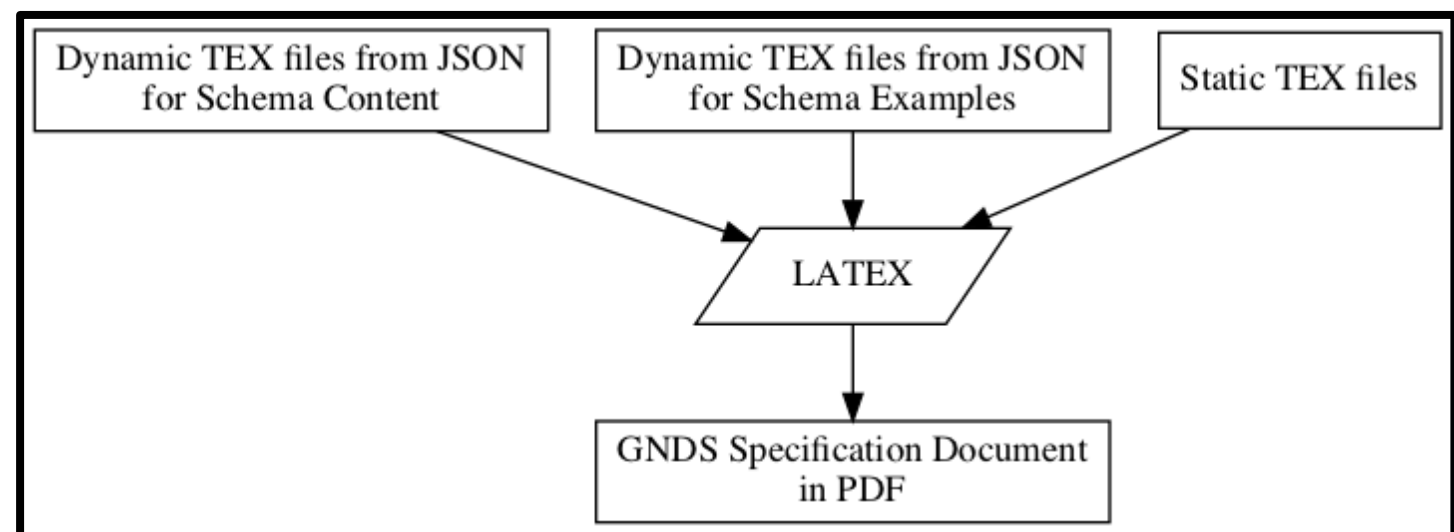 Dynamic TEX files from JSON
for Schema Content
Dynamic TEX files from JSON
for Schema Examples
Static TEX files
LATEX
GNDS Specification Document
in PDF